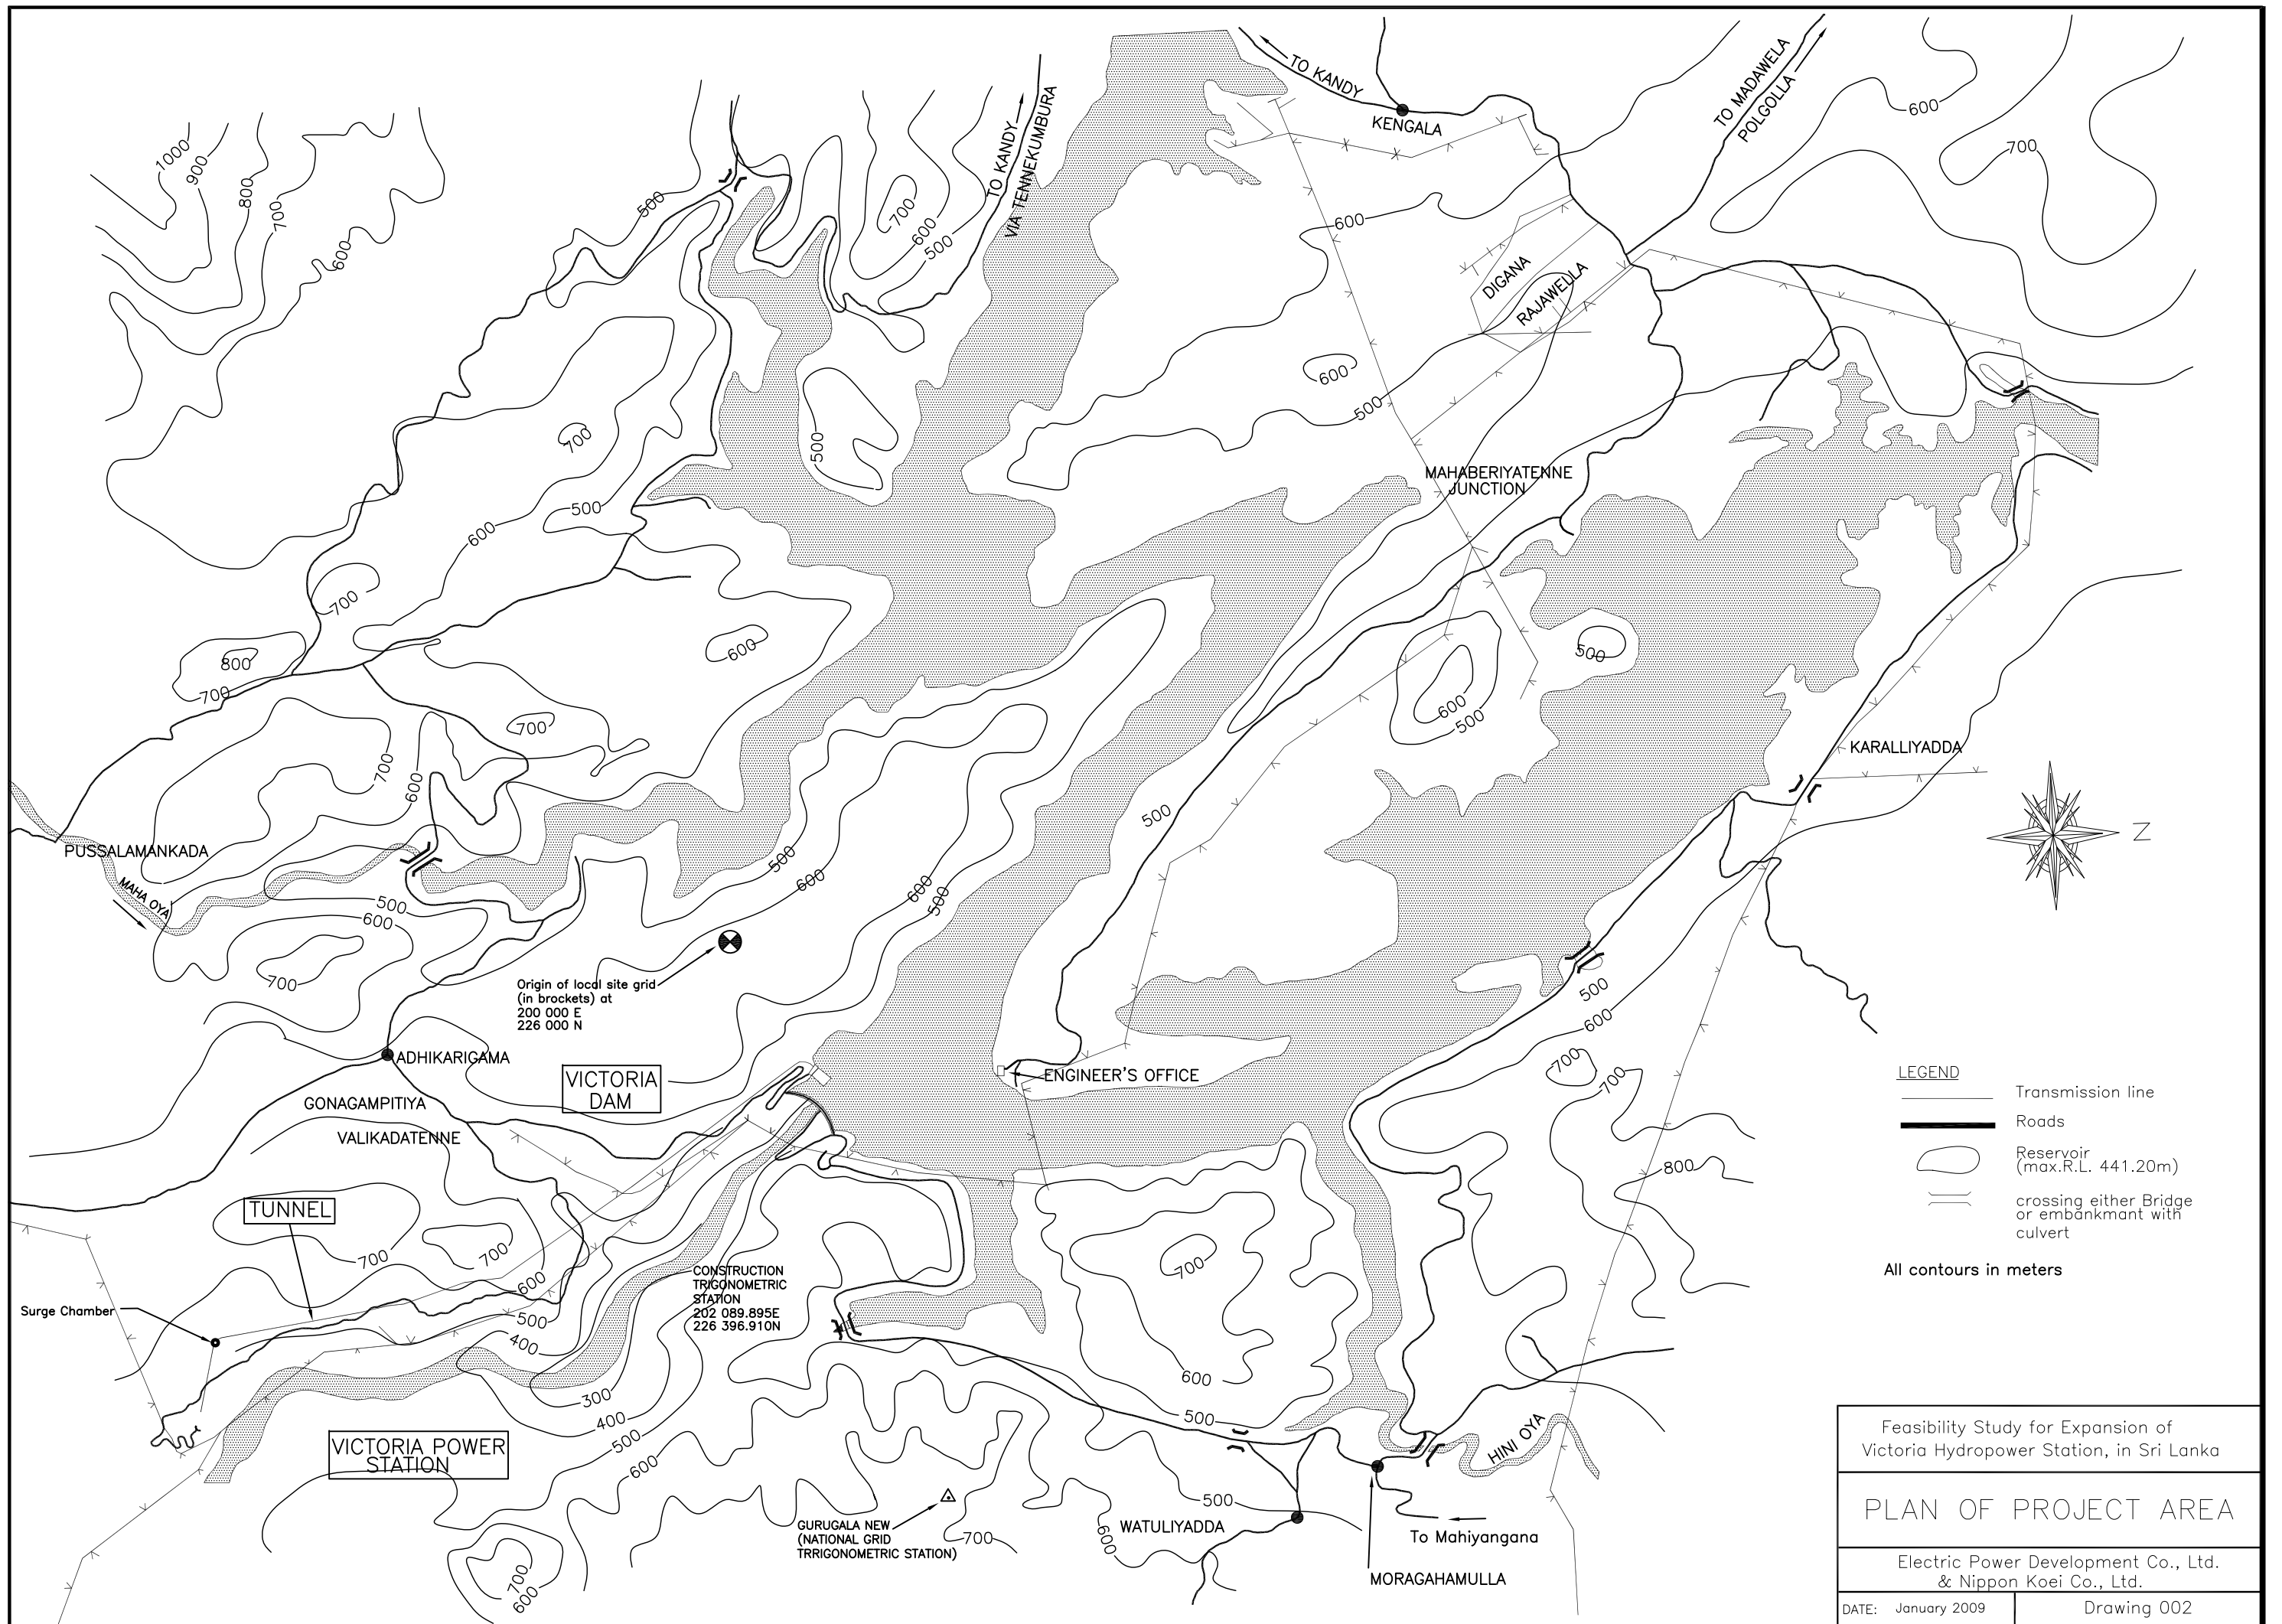 TO KANDY
KENGALA
TO MADAWELA
POLGOLLA
600
700
1000
900
800
700
600
500
700
600
500
TO KANDY
VIA TENNEKUMBURA
600
DIGANA
RAJAWELLA
600
500
700
500
500
600
MAHABERIYATENNE
JUNCTION
700
800
700
600
700
500
600
500
KARALLIYADDA
Z
700
600
500
PUSSALAMANKADA
MAHA OYA
500
600
700
500
600
600
500
Origin of local site grid
(in brockets) at
200 000 E
226 000 N
500
600
700
700
800
ADHIKARIGAMA
VICTORIA
DAM
ENGINEER'S OFFICE
GONAGAMPITIYA
VALIKADATENNE
LEGEND
Transmission line
Roads
Reservoir
(max.R.L. 441.20m)
crossing either Bridge
or embankmant with
culvert
All contours in meters
TUNNEL
700
700
600
500
400
Surge Chamber
CONSTRUCTION
TRIGONOMETRIC
STATION
202 089.895E
226 396.910N
700
600
500
300
400
500
600
VICTORIA POWER
STATION
HINI OYA
700
600
GURUGALA NEW
(NATIONAL GRID
TRRIGONOMETRIC STATION)
700
600
500
WATULIYADDA
To Mahiyangana
MORAGAHAMULLA
Feasibility Study for Expansion of
Victoria Hydropower Station, in Sri Lanka
PLAN OF PROJECT AREA
Electric Power Development Co., Ltd.
& Nippon Koei Co., Ltd.
DATE: January 2009
Drawing 002